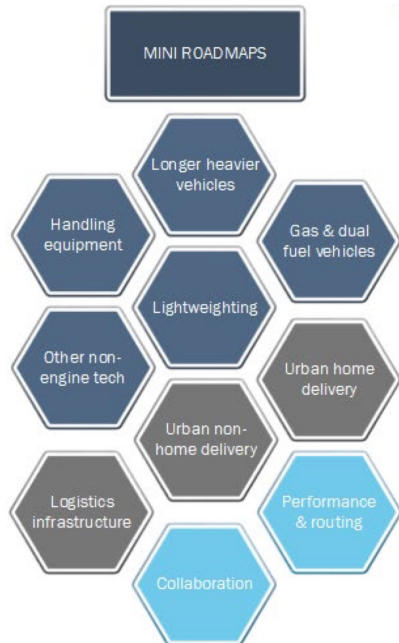 MINI ROADMAPS
Longer heavier
vehicles
Handling
equipment
Gas & dual
fuel vehicles
Lightweighting
Other non-
engine tech
Urban home
delivery
Urban non-
home delivery
Logistics
infrastructure
Performance
& routing
Collaboration